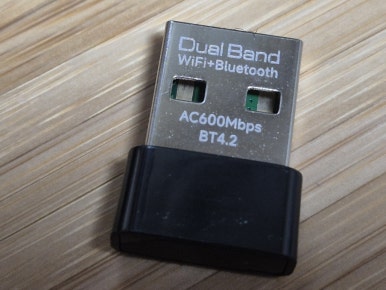 Dual Band
WiFi+Bluetooth
AC600Mbps
BT4.2